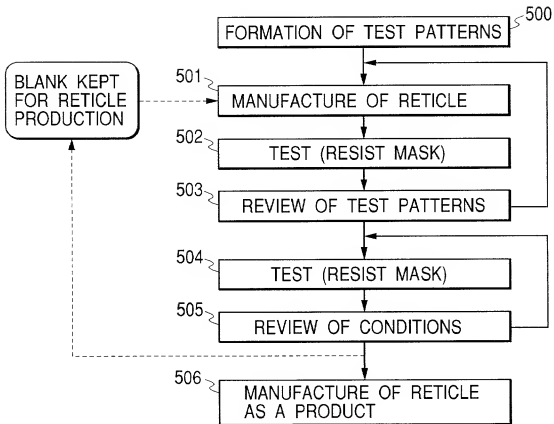 500
FORMATION OF TEST PATTERNS
BLANK KEPT
FOR RETICLE
PRODUCTION
501
MANUFACTURE OF RETICLE
502
TEST (RESIST MASK)
503
REVIEW OF TEST PATTERNS
504
TEST (RESIST MASK)
505
REVIEW OF CONDITIONS
506
MANUFACTURE OF RETICLE
AS A PRODUCT